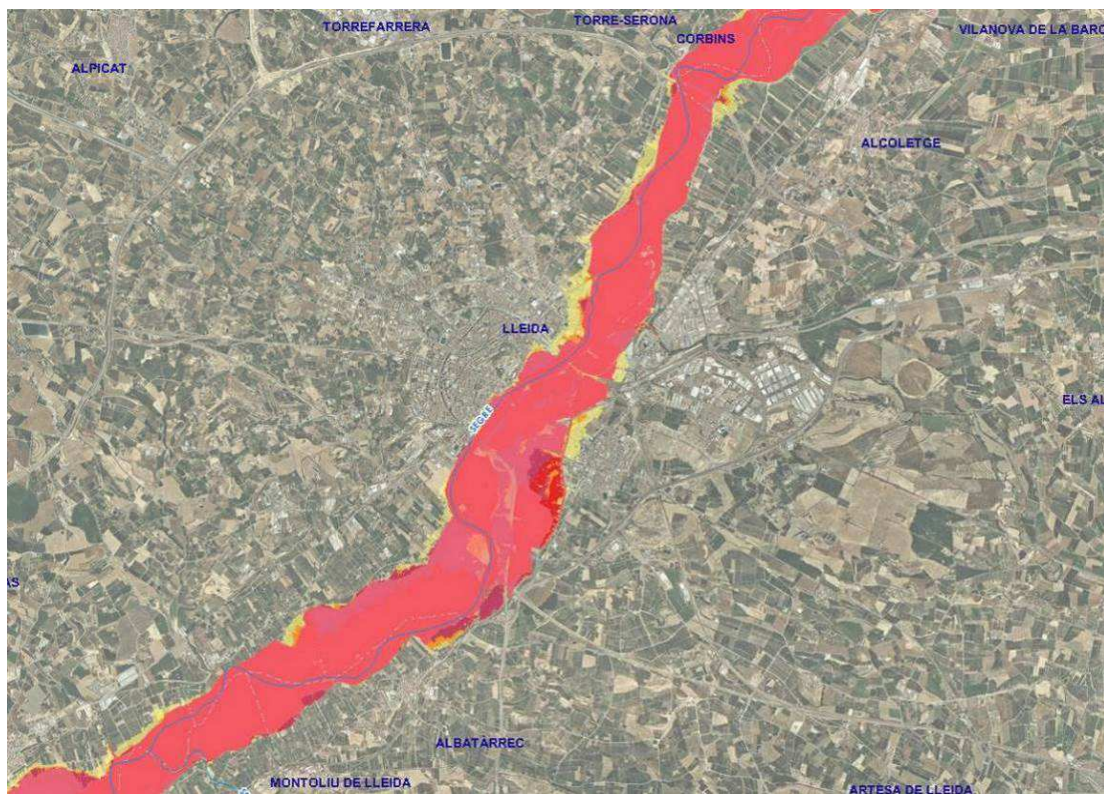 TORRE-SERONA
TORREFARRERA
VILANOVA DE LA BARC
CORBINS
ALPICAT
ALCOLETGE
LLEIDA
ELS AL
SEGRE
AS
ALBATÀRREC
MONTOLIU DE LLEIDA
ARTESA DE LLEIDA